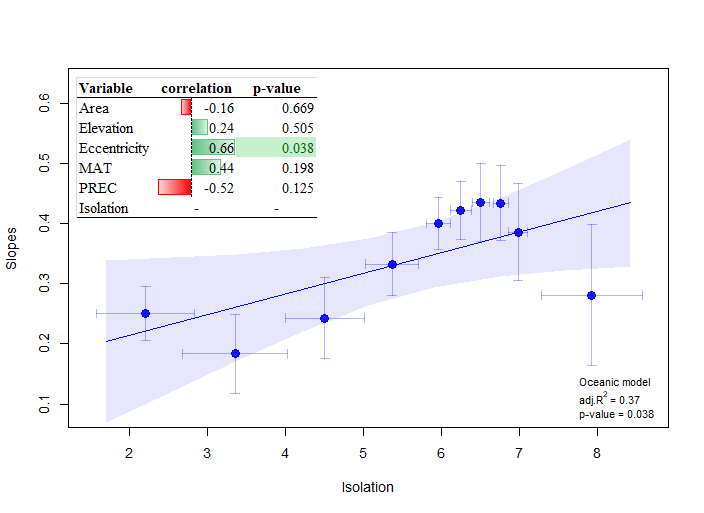 Variable correlation p-value
Area -0.16 0.669
Elevation 0.24 0.505
Eccentricity 0.66 0.038
MAT 0.44 0.198
PREC -0.52 0.125
Isolation - -
Slopes
0.6
0.5
0.4
0.3
0.2
0.1
Oceanic model
adj.R² = 0.37
p-value = 0.038
2 3 4 5 6 7 8
Isolation